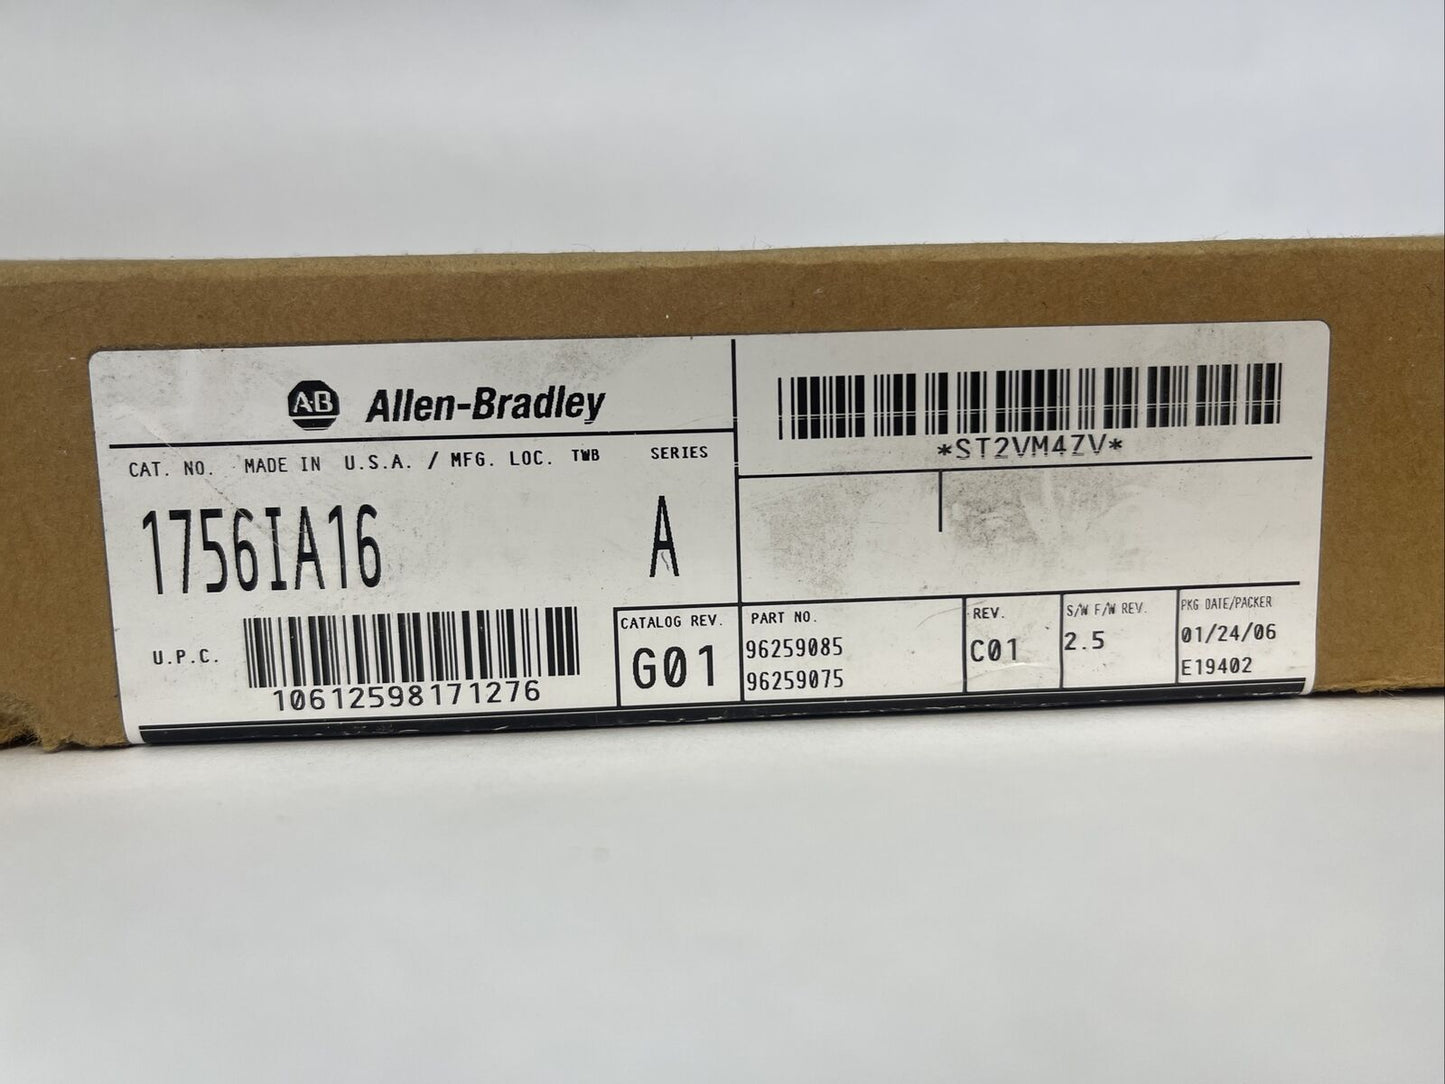 A·B Allen-Bradley
CAT. NO. MADE IN U.S.A. / MFG. LOC. TWB SERIES
1756IA16 A
U.P.C.
10612598171276
CATALOG REV.
G01
*ST2VM4ZV*
PART NO.
96259085
96259075
REV.
C01
S/W F/W REV.
2.5
PKG DATE/PACKER
01/24/06
E19402